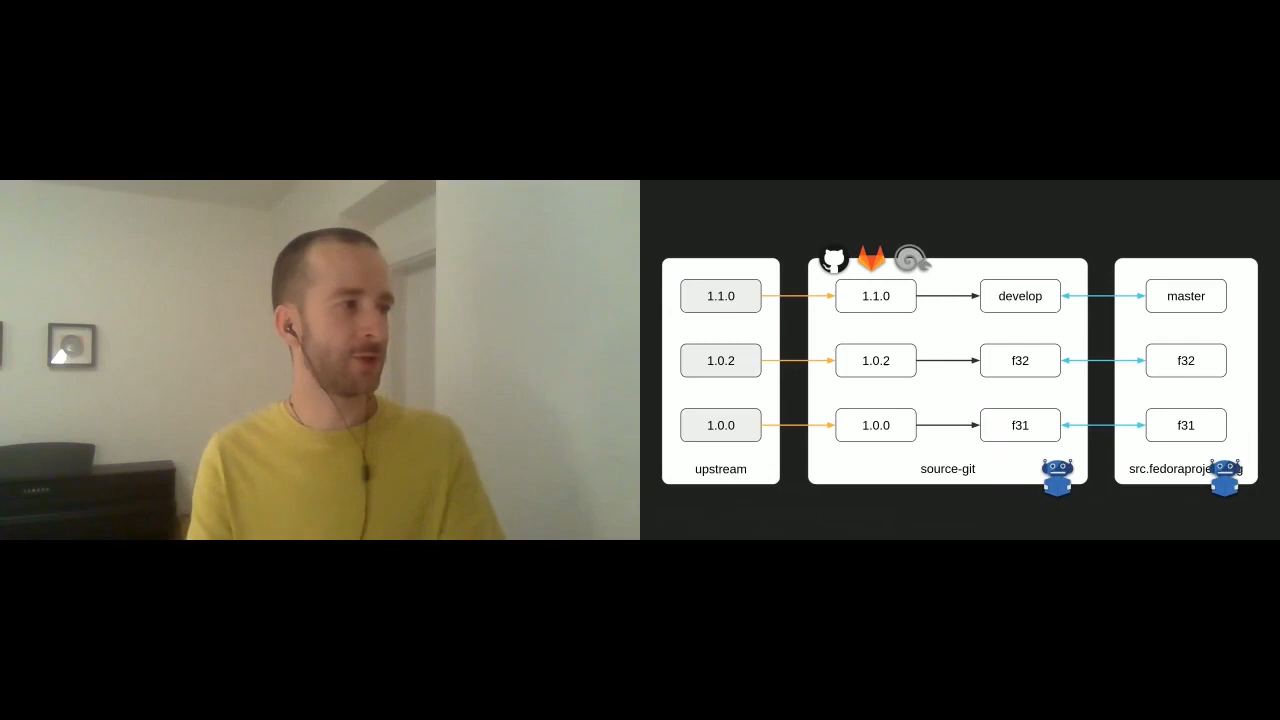 1.1.0
1.1.0
develop
master
1.0.2
1.0.2
f32
f32
1.0.0
1.0.0
f31
f31
upstream
source-git
YAMAHA